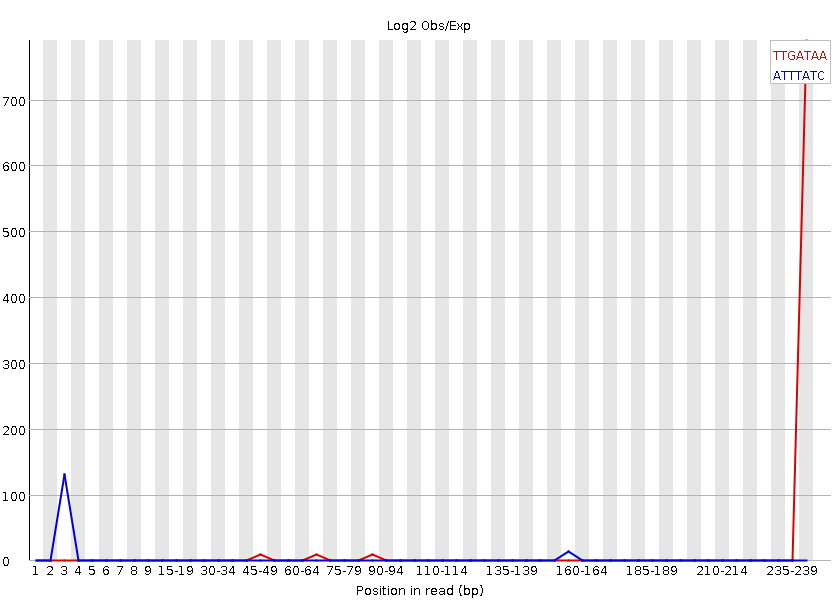 Log2 Obs/Exp
TTGATAA
ATTTATC
700
600
500
400
300
200
100
0
1 2 3 4 5 6 7 8 9 15-19 30-34 45-49 60-64 75-79 90-94 110-114 135-139 160-164 185-189 210-214 235-239
Position in read (bp)